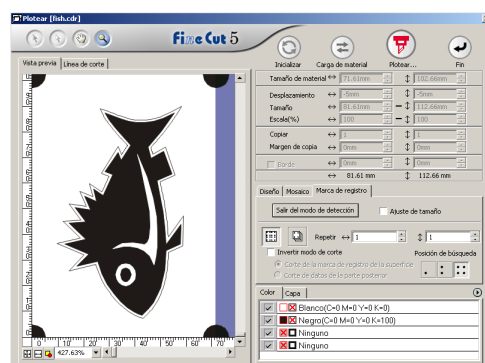 Plotear [fish.cdr]
Fine Cut 5
Inicializar
Carga de material
Plotear...
Fin
Vista previa
Linea de corte
Tamaño de material ↔ 71.61mm ↕ 102.66mm
Desplazamiento ↔ -5mm ↕ -5mm
Tamaño ↔ 81.61mm ↕ 112.66mm
Escala(%) ↔ 100 ↕ 100
Copiar ↔ 1 ↕ 1
Margen de copia ↔ 0mm ↕ 0mm
Borde ↔ 0mm ↕ 0mm
↔ 81.61 mm ↕ 112.66 mm
Diseño Mosaico Marca de registro
Salir del modo de detección
Ajuste de tamaño
Repetir ↔ 1 ↕ 1
Invertir modo de corte
Posición de búsqueda
Corte de la marca de registro de la superficie
Corte de datos de la parte posterior
Color Capa
Blanco(C=0 M=0 Y=0 K=0)
Negro(C=0 M=0 Y=0 K=100)
Ninguno
Ninguno
0 10 20 30 40 50 60 70
427.63%